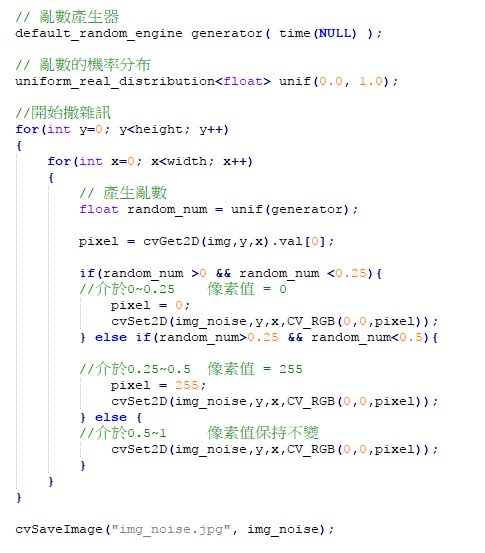 // 亂數產生器
default_random_engine generator( time(NULL) );
// 亂數的機率分布
uniform_real_distribution<float> unif(0.0, 1.0);
//開始撒雜訊
for(int y=0; y<height; y++)
{
for(int x=0; x<width; x++)
{
// 產生亂數
float random_num = unif(generator);
pixel = cvGet2D(img,y,x).val[0];
if(random_num >0 && random_num <0.25){
//介於0~0.25    像素值 = 0
pixel = 0;
cvSet2D(img_noise,y,x,CV_RGB(0,0,pixel));
} else if(random_num>0.25 && random_num<0.5){
//介於0.25~0.5  像素值 = 255
pixel = 255;
cvSet2D(img_noise,y,x,CV_RGB(0,0,pixel));
} else {
//介於0.5~1     像素值保持不變
cvSet2D(img_noise,y,x,CV_RGB(0,0,pixel));
}
}
}
cvSaveImage("img_noise.jpg", img_noise);